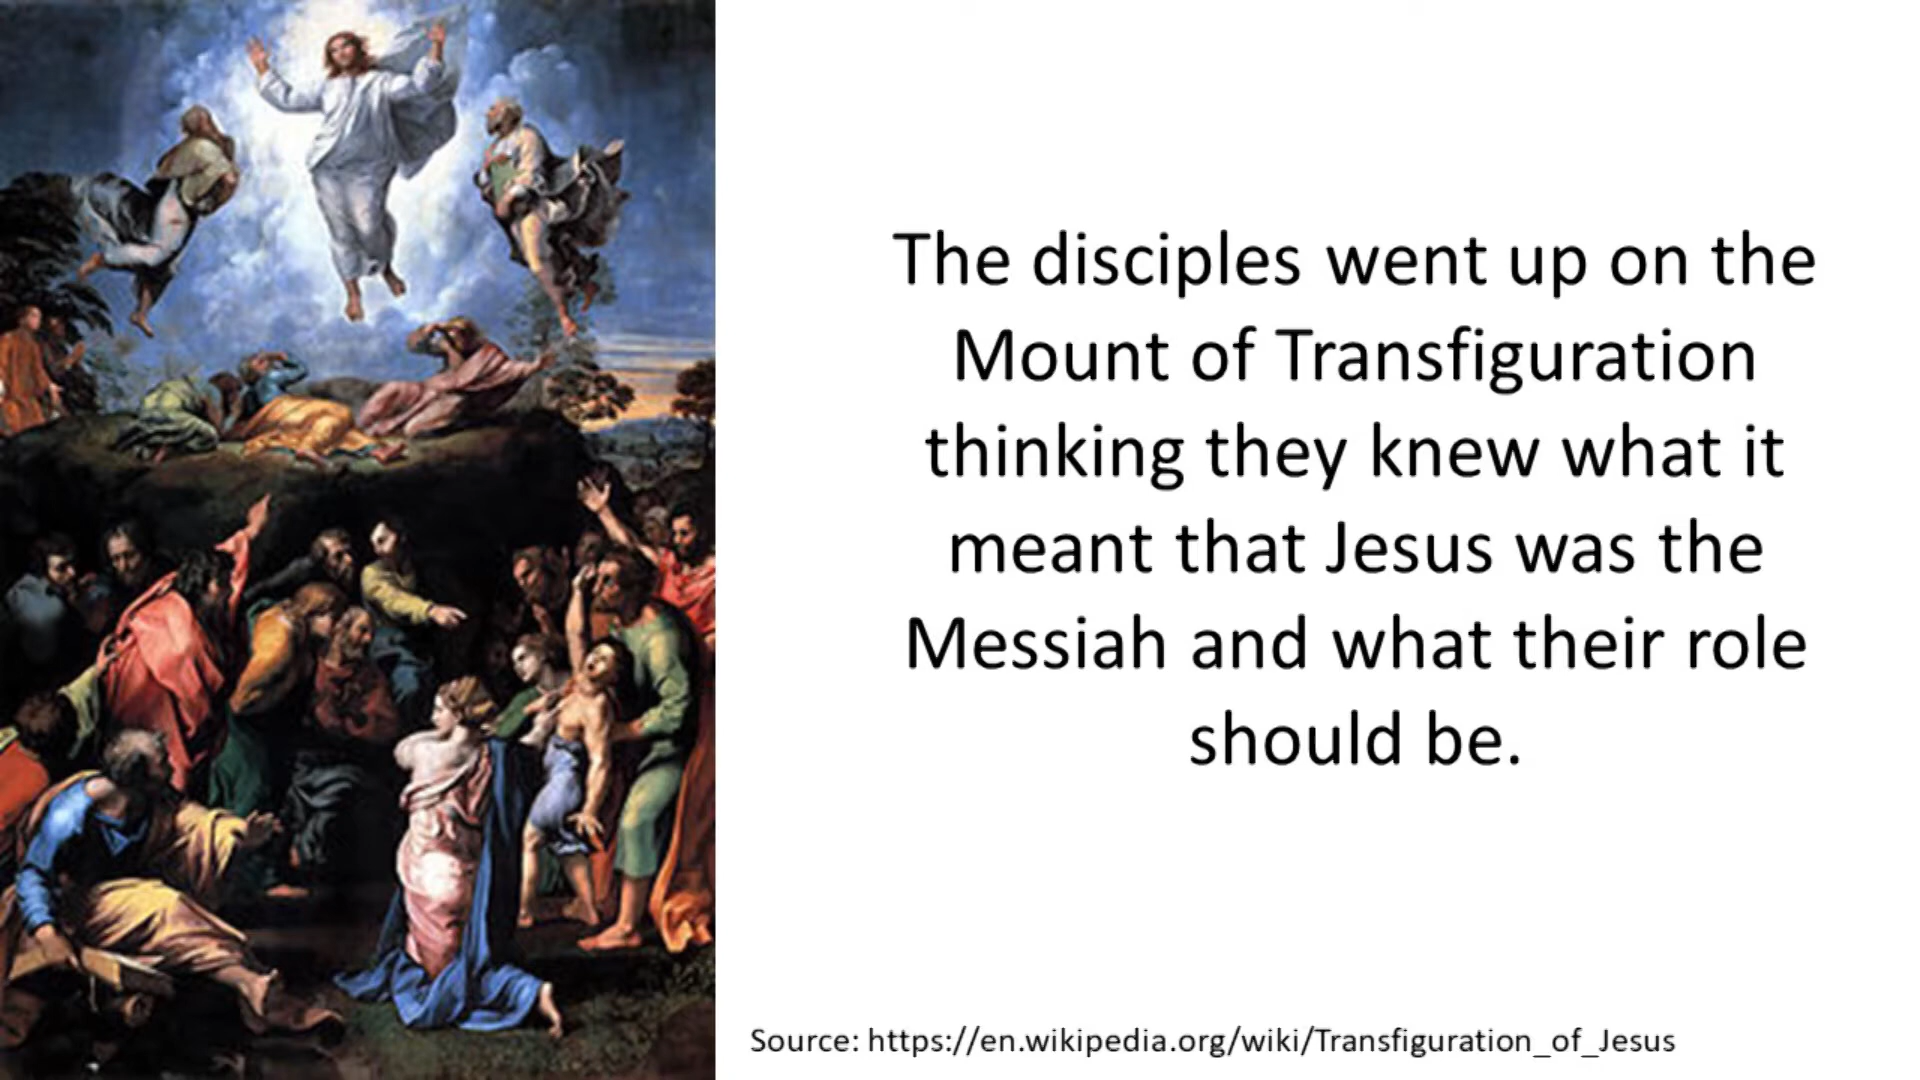 The disciples went up on the
Mount of Transfiguration
thinking they knew what it
meant that Jesus was the
Messiah and what their role
should be.
Source: https://en.wikipedia.org/wiki/Transfiguration_of_Jesus